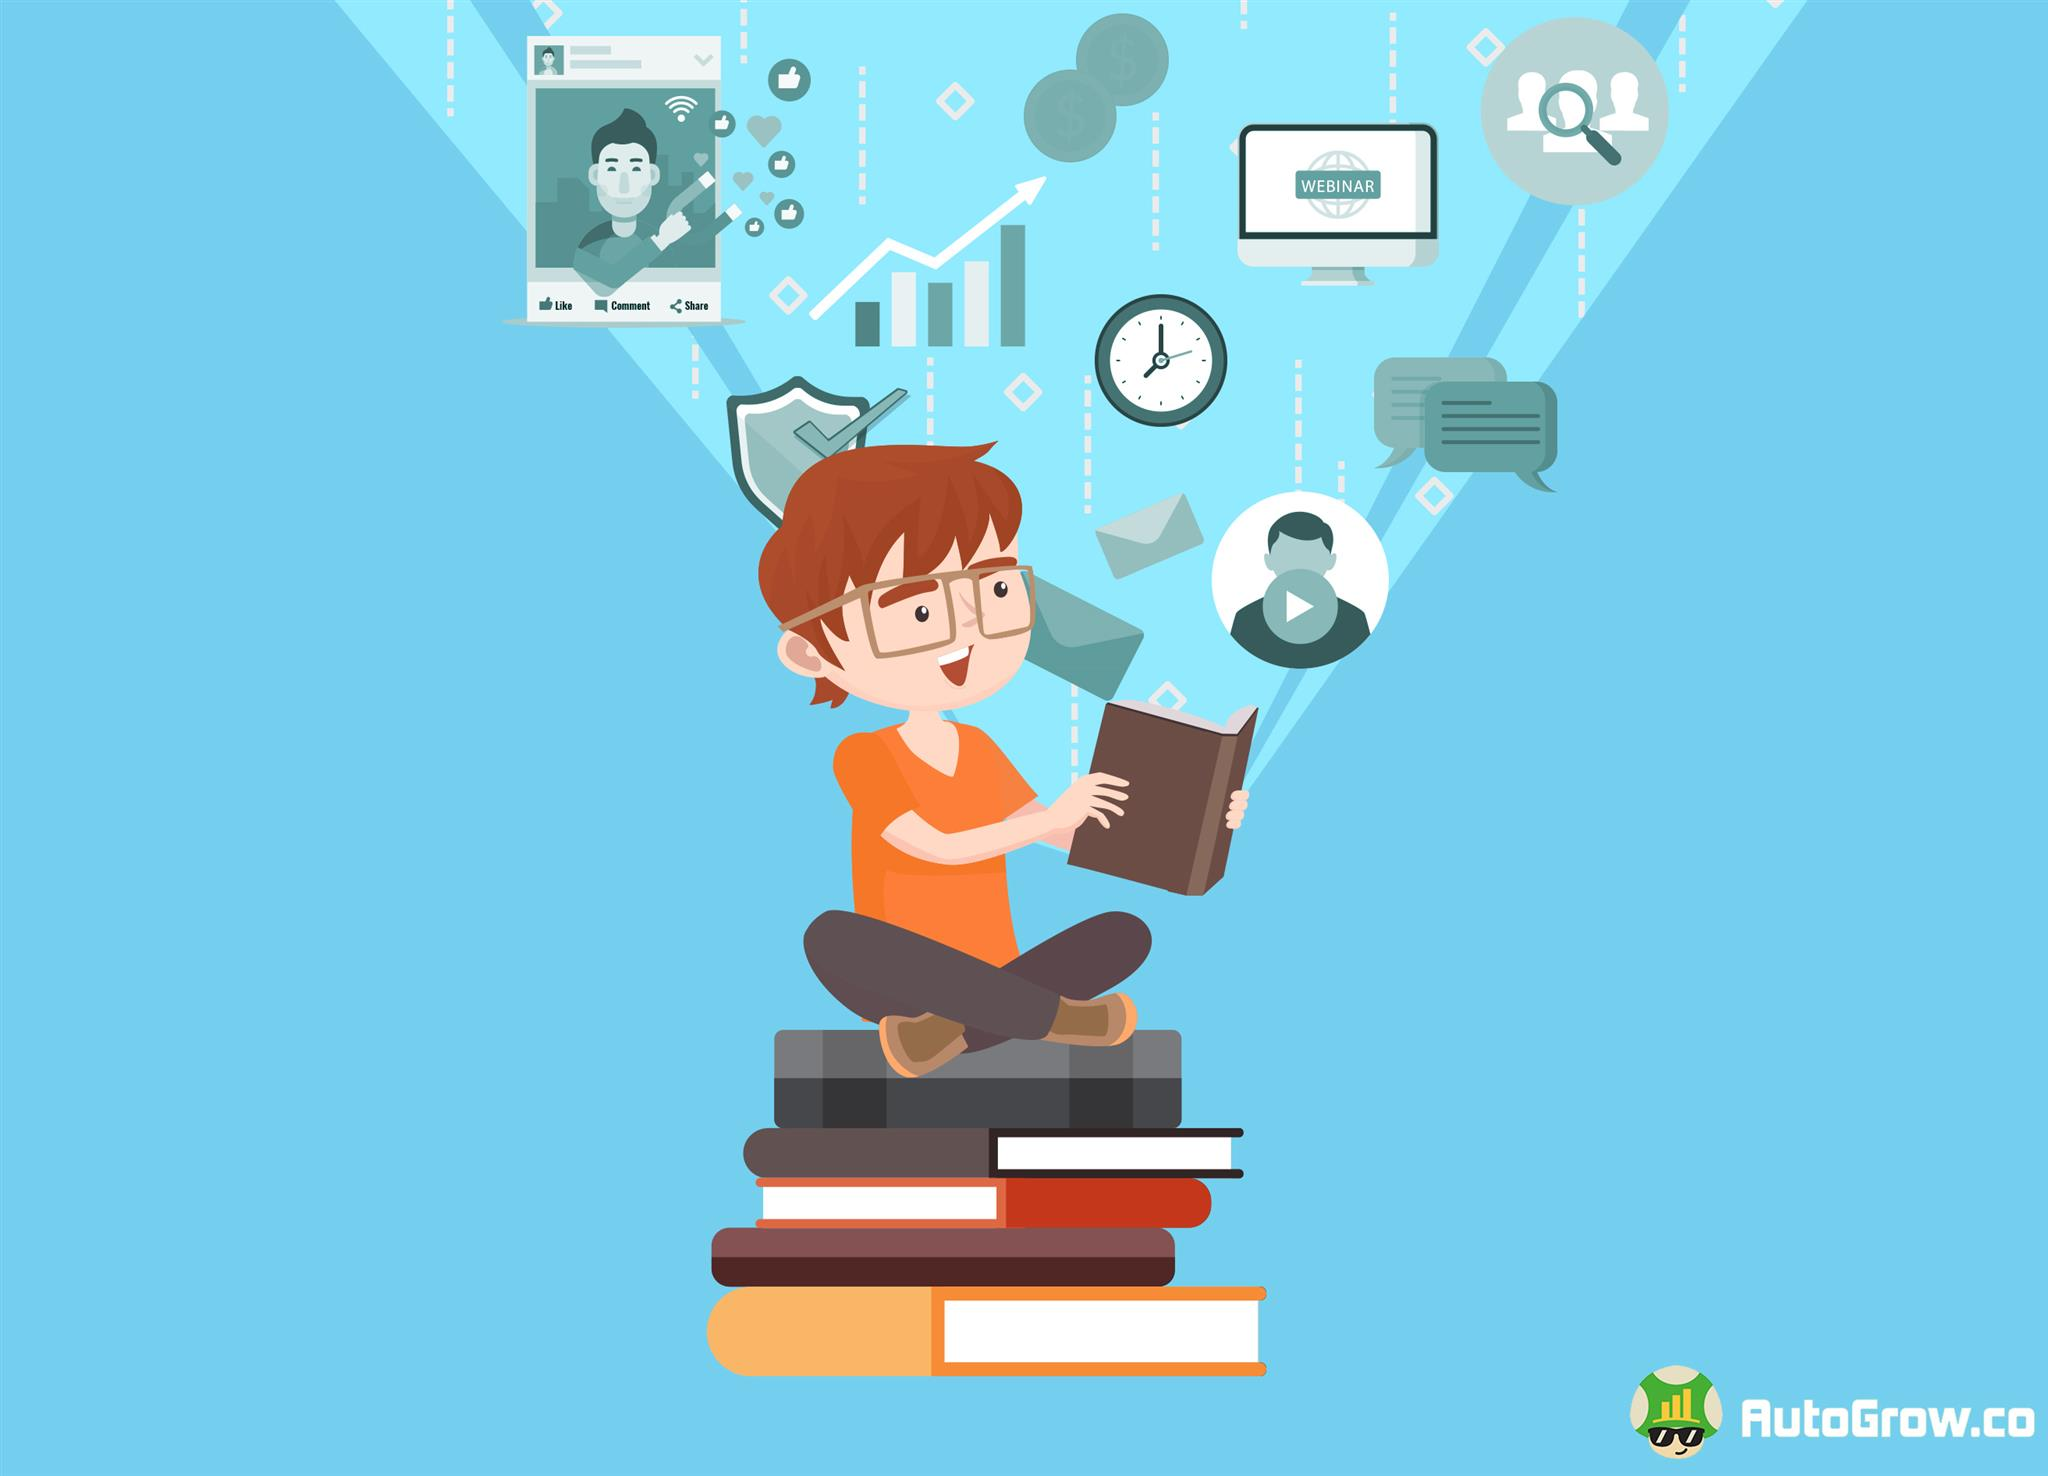 Like
Comment
Share
$
$
WEBINAR
AutoGrow.co